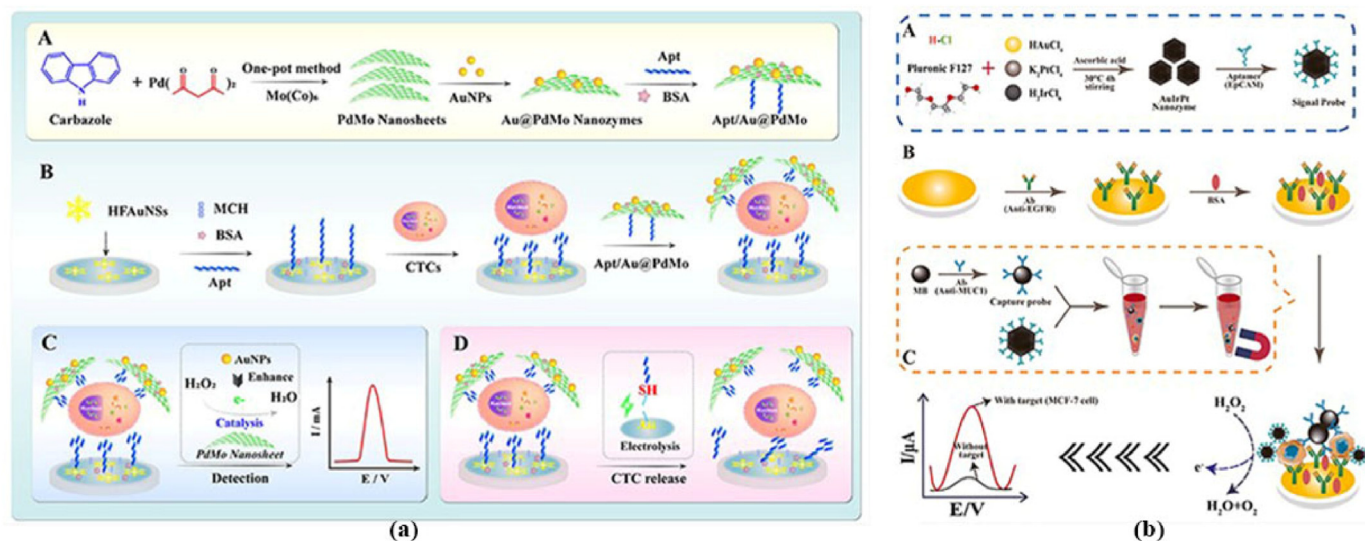 A
Carbazole
N
H
+ Pd(
O O
)₂
One-pot method
Mo(Co)₆
PdMo Nanosheets
AuNPs
Au@PdMo Nanozymes
Apt
BSA
Apt/Au@PdMo
B
HFAuNSs
MCH
BSA
Apt
CTCs
Apt/Au@PdMo
C
AuNPs
Enhance
H₂O₂
e-
H₂O
Catalysis
PdMo Nanosheet
Detection
I / mA
E / V
D
SH
Au
Electrolysis
CTC release
(a)
A
H-Cl
Pluronic F127
+
HAuCl₄
K₂PtCl₄
H₂IrCl₆
Ascorbic acid
30°C 4h
stirring
AuIrPt
Nanozyme
Aptamer
(EpCAM)
Signal Probe
B
Ab
(Anti-EGFR)
BSA
MB
Ab
(Anti-MUC1)
Capture probe
C
I/μA
With target (MCF-7 cell)
Without
target
E/V
H₂O₂
e-
H₂O+O₂
(b)